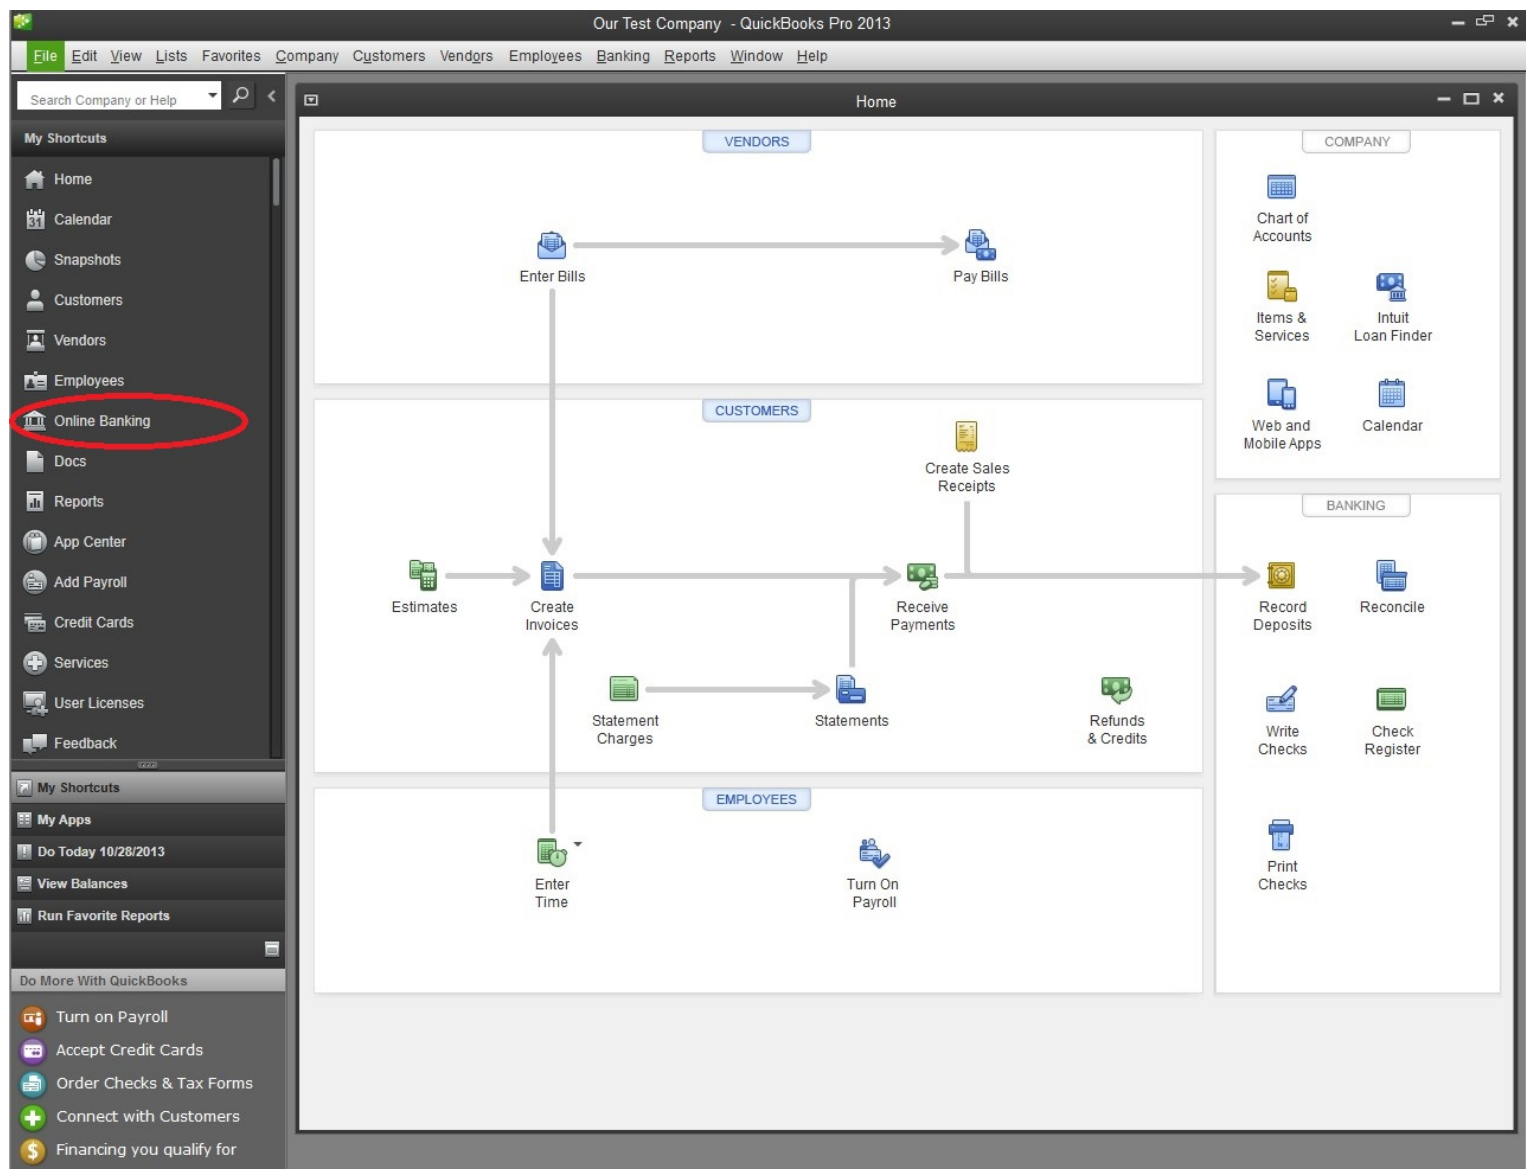 Our Test Company  - QuickBooks Pro 2013
File Edit View Lists Favorites Company Customers Vendors Employees Banking Reports Window Help
Search Company or Help
My Shortcuts
Home
Calendar
31
Snapshots
Customers
Vendors
Employees
Online Banking
Docs
Reports
App Center
Add Payroll
Credit Cards
Services
User Licenses
Feedback
My Shortcuts
My Apps
Do Today 10/28/2013
View Balances
Run Favorite Reports
Do More With QuickBooks
Turn on Payroll
Accept Credit Cards
Order Checks & Tax Forms
Connect with Customers
Financing you qualify for
Home
VENDORS
Enter Bills
Pay Bills
CUSTOMERS
Create Sales
Receipts
Estimates
Create
Invoices
Receive
Payments
Statement
Charges
Statements
Refunds
& Credits
EMPLOYEES
Enter
Time
Turn On
Payroll
COMPANY
Chart of
Accounts
Items &
Services
Intuit
Loan Finder
Web and
Mobile Apps
Calendar
BANKING
Record
Deposits
Reconcile
Write
Checks
Check
Register
Print
Checks